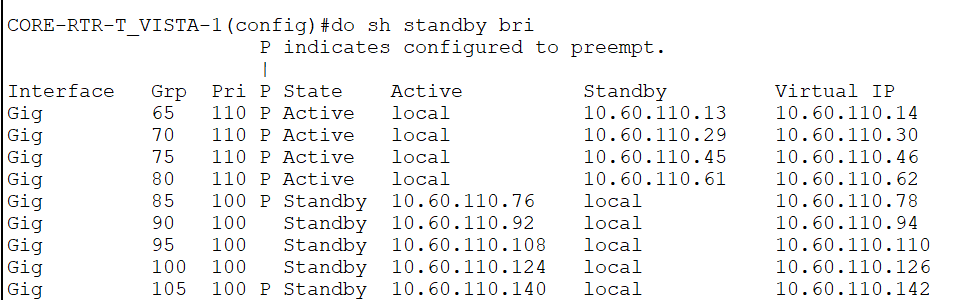 CORE-RTR-T_VISTA-1(config)#do sh standby bri
P indicates configured to preempt.
|
Interface Grp Pri P State Active Standby Virtual IP
Gig 65 110 P Active local 10.60.110.13 10.60.110.14
Gig 70 110 P Active local 10.60.110.29 10.60.110.30
Gig 75 110 P Active local 10.60.110.45 10.60.110.46
Gig 80 110 P Active local 10.60.110.61 10.60.110.62
Gig 85 100 P Standby 10.60.110.76 local 10.60.110.78
Gig 90 100 Standby 10.60.110.92 local 10.60.110.94
Gig 95 100 Standby 10.60.110.108 local 10.60.110.110
Gig 100 100 Standby 10.60.110.124 local 10.60.110.126
Gig 105 100 P Standby 10.60.110.140 local 10.60.110.142